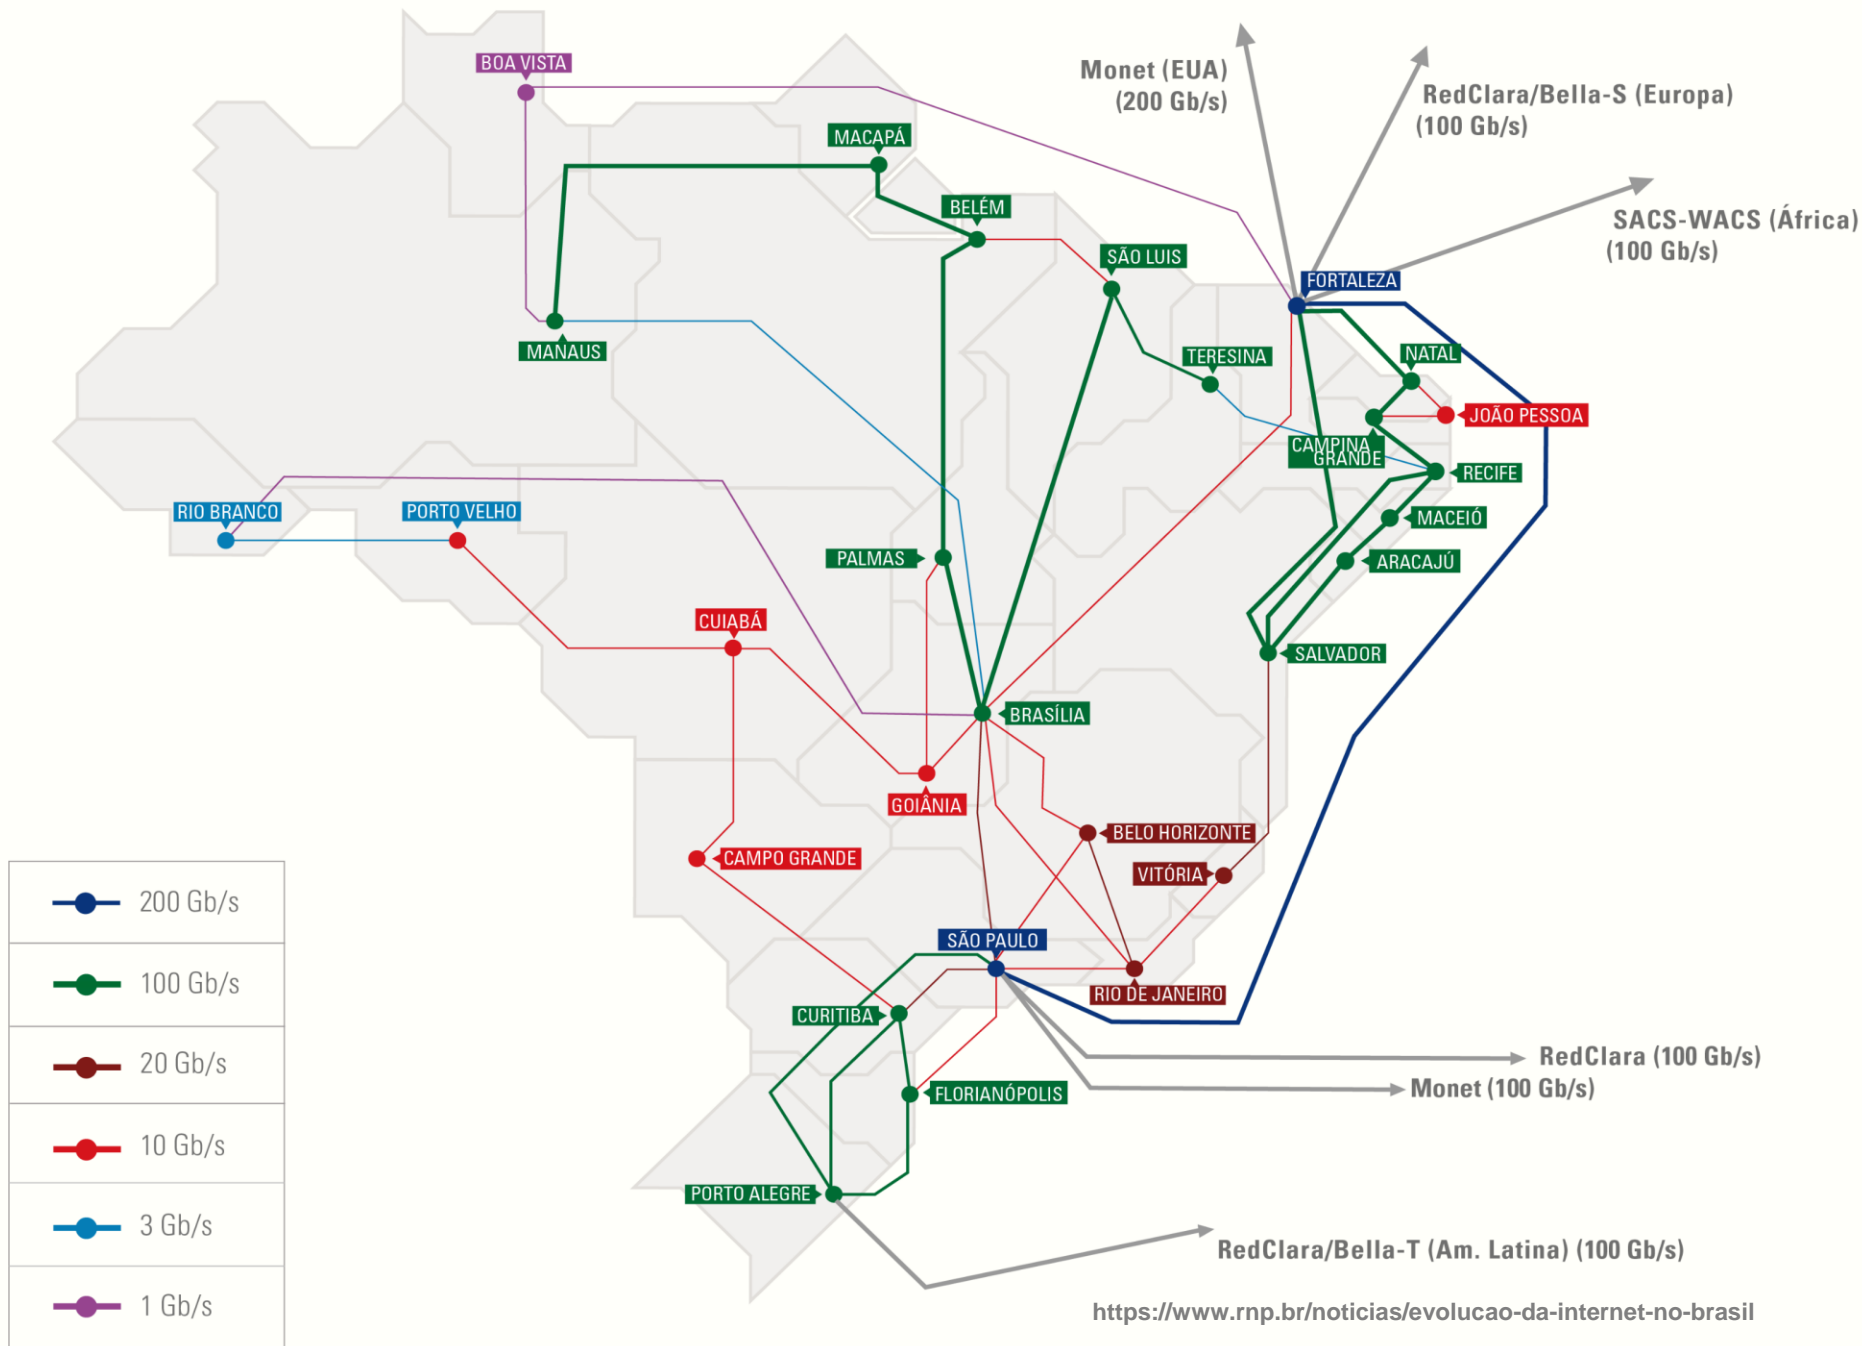 BOA VISTA
Monet (EUA)
(200 Gb/s)
RedClara/Bella-S (Europa)
(100 Gb/s)
MACAPÁ
BELÉM
SACS-WACS (África)
(100 Gb/s)
SÃO LUIS
FORTALEZA
MANAUS
TERESINA
NATAL
JOÃO PESSOA
CAMPINA
GRANDE
RECIFE
RIO BRANCO
PORTO VELHO
MACEIÓ
PALMAS
ARACAJÚ
CUIABÁ
SALVADOR
BRASÍLIA
GOIÂNIA
BELO HORIZONTE
CAMPO GRANDE
VITÓRIA
SÃO PAULO
RIO DE JANEIRO
CURITIBA
RedClara (100 Gb/s)
Monet (100 Gb/s)
FLORIANÓPOLIS
PORTO ALEGRE
RedClara/Bella-T (Am. Latina) (100 Gb/s)
200 Gb/s
100 Gb/s
20 Gb/s
10 Gb/s
3 Gb/s
1 Gb/s
https://www.rnp.br/noticias/evolucao-da-internet-no-brasil